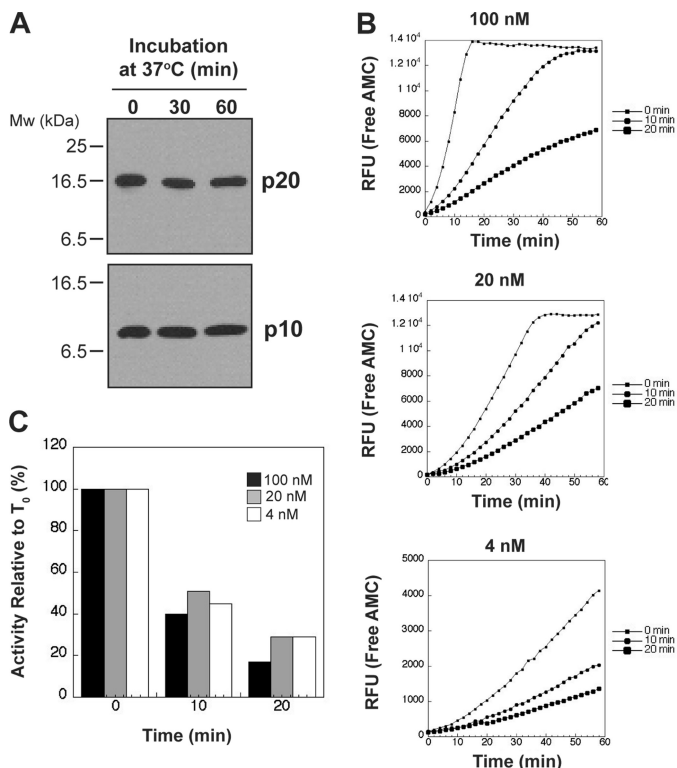 A
Incubation
at 37°C (min)
0 30 60
Mw (kDa)
25
16.5
6.5
p20
16.5
6.5
p10
B
100 nM
RFU (Free AMC)
1.4 10⁴
1.2 10⁴
1 10⁴
8000
6000
4000
2000
0
0 10 20 30 40 50 60
Time (min)
0 min
10 min
20 min
20 nM
RFU (Free AMC)
1.4 10⁴
1.2 10⁴
1 10⁴
8000
6000
4000
2000
0
0 10 20 30 40 50 60
Time (min)
0 min
10 min
20 min
4 nM
RFU (Free AMC)
5000
4000
3000
2000
1000
0
0 10 20 30 40 50 60
Time (min)
0 min
10 min
20 min
C
Activity Relative to T₀ (%)
120
100
80
60
40
20
0
100 nM
20 nM
4 nM
0 10 20
Time (min)